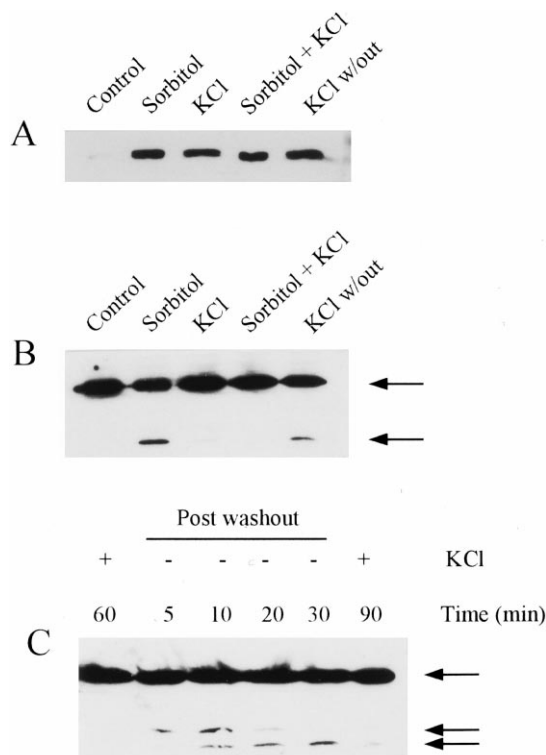 Control Sorbitol KCl Sorbitol + KCl KCl w/out
A
Control Sorbitol KCl Sorbitol + KCl KCl w/out
B
Post washout
+ - - - - + KCl
60 5 10 20 30 90 Time (min)
C